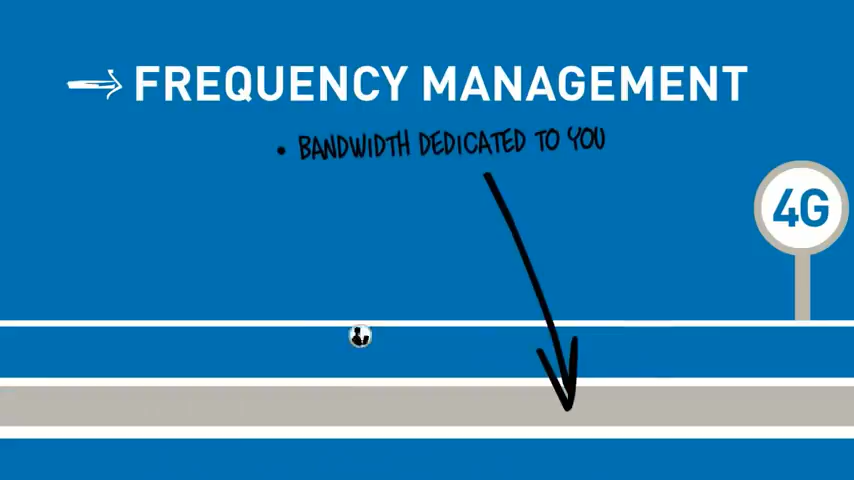 FREQUENCY MANAGEMENT
• BANDWIDTH DEDICATED TO YOU
4G